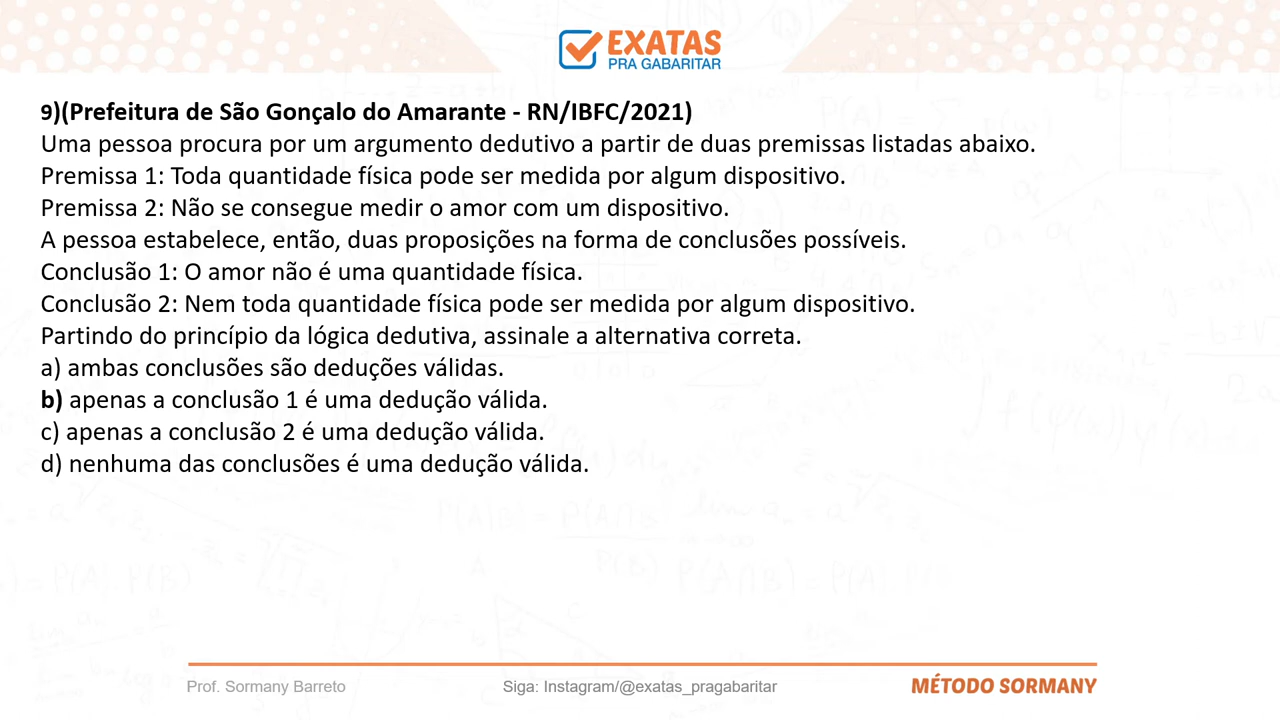 EXATAS
PRA GABARITAR
9)(Prefeitura de São Gonçalo do Amarante - RN/IBFC/2021)
Uma pessoa procura por um argumento dedutivo a partir de duas premissas listadas abaixo.
Premissa 1: Toda quantidade física pode ser medida por algum dispositivo.
Premissa 2: Não se consegue medir o amor com um dispositivo.
A pessoa estabelece, então, duas proposições na forma de conclusões possíveis.
Conclusão 1: O amor não é uma quantidade física.
Conclusão 2: Nem toda quantidade física pode ser medida por algum dispositivo.
Partindo do princípio da lógica dedutiva, assinale a alternativa correta.
a) ambas conclusões são deduções válidas.
b) apenas a conclusão 1 é uma dedução válida.
c) apenas a conclusão 2 é uma dedução válida.
d) nenhuma das conclusões é uma dedução válida.
Prof. Sormany Barreto Siga: Instagram/@exatas_pragabaritar MÉTODO SORMANY